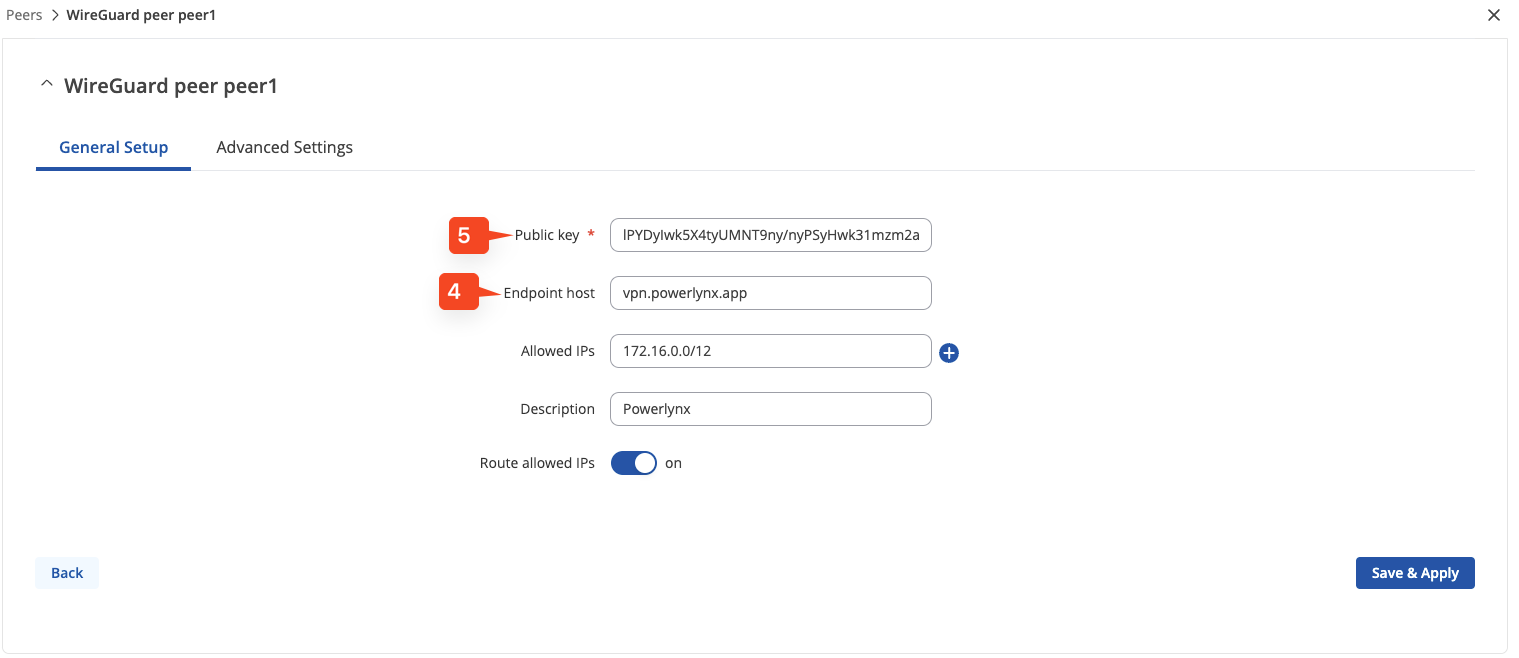 Peers > WireGuard peer peer1
WireGuard peer peer1
General Setup Advanced Settings
5 Public key * lPYDyIwk5X4tyUMNT9ny/nyPSyHwk31mzm2a
4 Endpoint host vpn.powerlynx.app
Allowed IPs 172.16.0.0/12
Description Powerlynx
Route allowed IPs on
Back Save & Apply